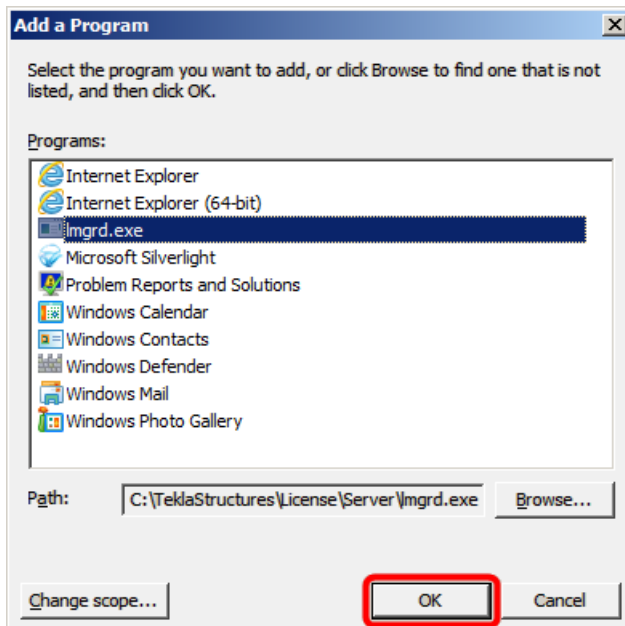 Add a Program
Select the program you want to add, or click Browse to find one that is not
listed, and then click OK.
Programs:
Internet Explorer
Internet Explorer (64-bit)
lmgrd.exe
Microsoft Silverlight
Problem Reports and Solutions
Windows Calendar
Windows Contacts
Windows Defender
Windows Mail
Windows Photo Gallery
Path: C:\TeklaStructures\License\Server\lmgrd.exe Browse...
Change scope... OK Cancel